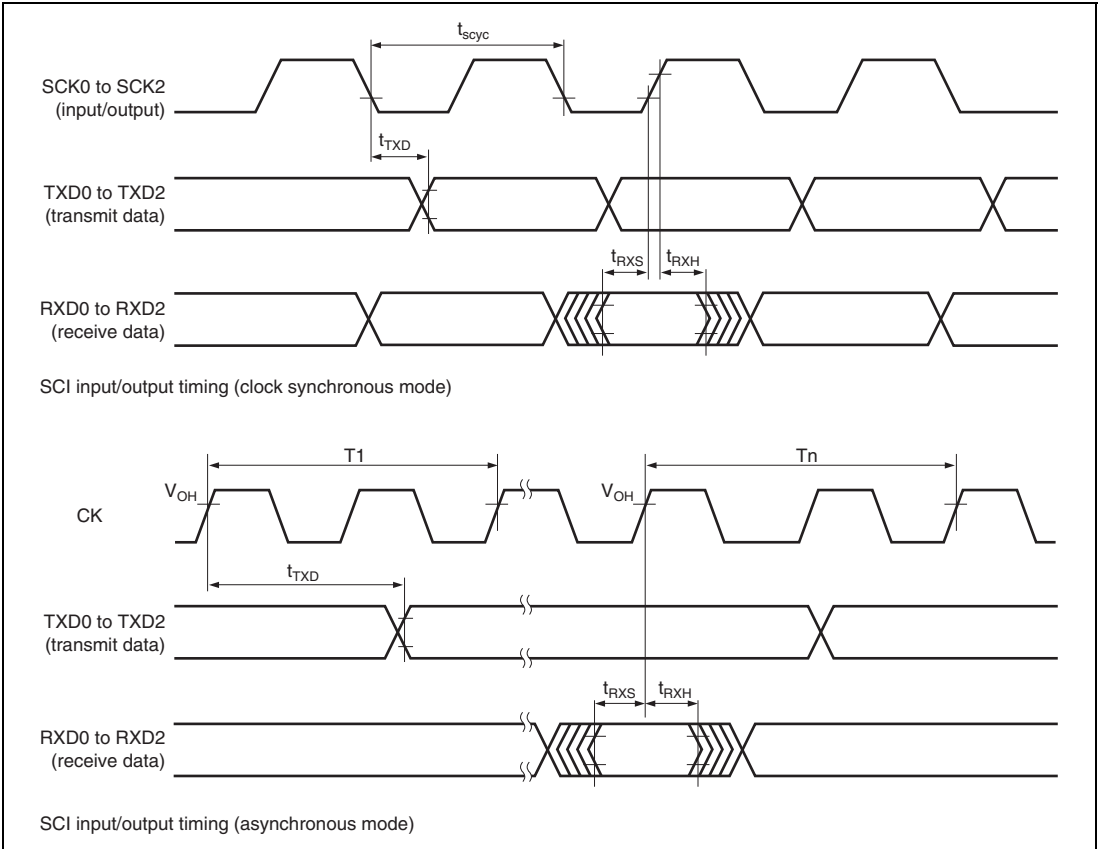 tscyc
SCK0 to SCK2
(input/output)
tTXD
TXD0 to TXD2
(transmit data)
tRXS tRXH
RXD0 to RXD2
(receive data)
SCI input/output timing (clock synchronous mode)
T1 Tn
VOH VOH
CK
tTXD
TXD0 to TXD2
(transmit data)
tRXS tRXH
RXD0 to RXD2
(receive data)
SCI input/output timing (asynchronous mode)